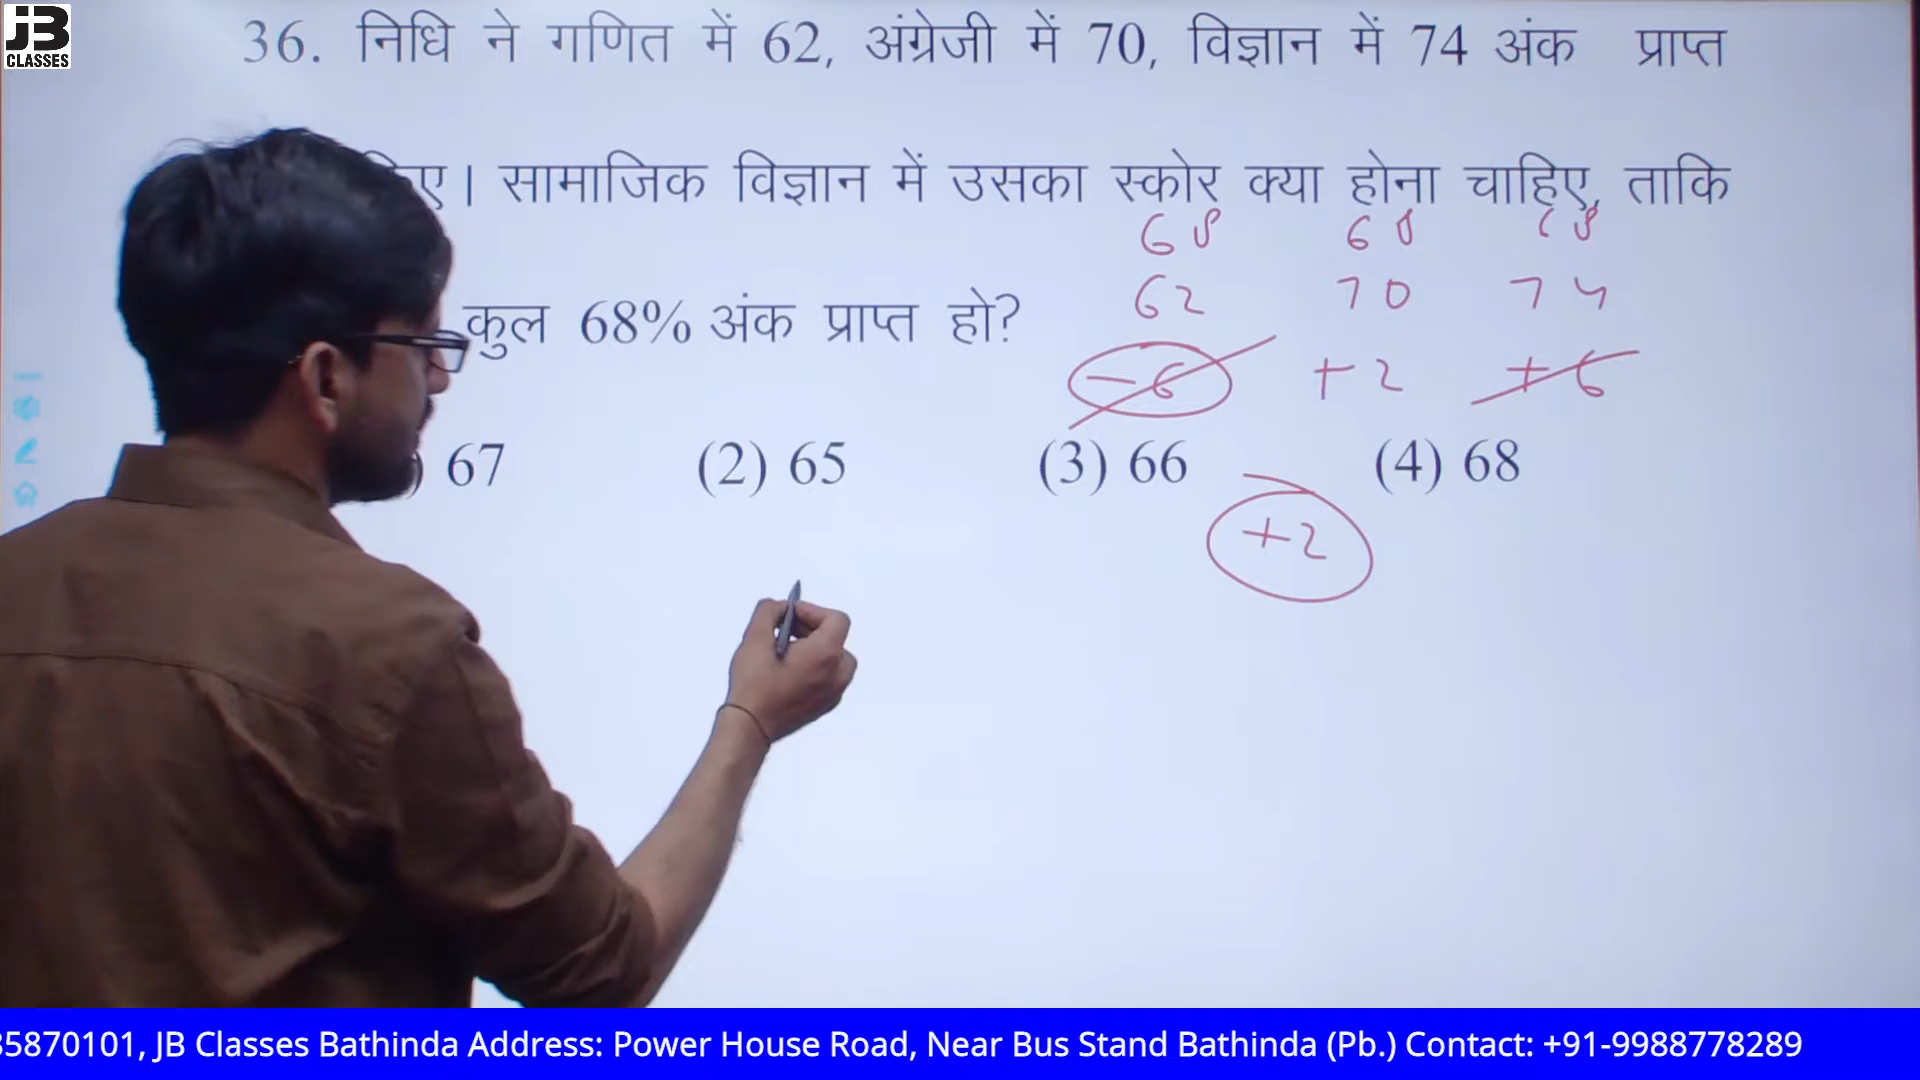 JB
CLASSES
36. निधि ने गणित में 62, अंग्रेजी में 70, विज्ञान में 74 अंक प्राप्त
ए। सामाजिक विज्ञान में उसका स्कोर क्या होना चाहिए, ताकि
68 68 68
कुल 68% अंक प्राप्त हो?
62 70 74
-6 +2 +6
) 67 (2) 65 (3) 66 (4) 68
+2
35870101, JB Classes Bathinda Address: Power House Road, Near Bus Stand Bathinda (Pb.) Contact: +91-9988778289